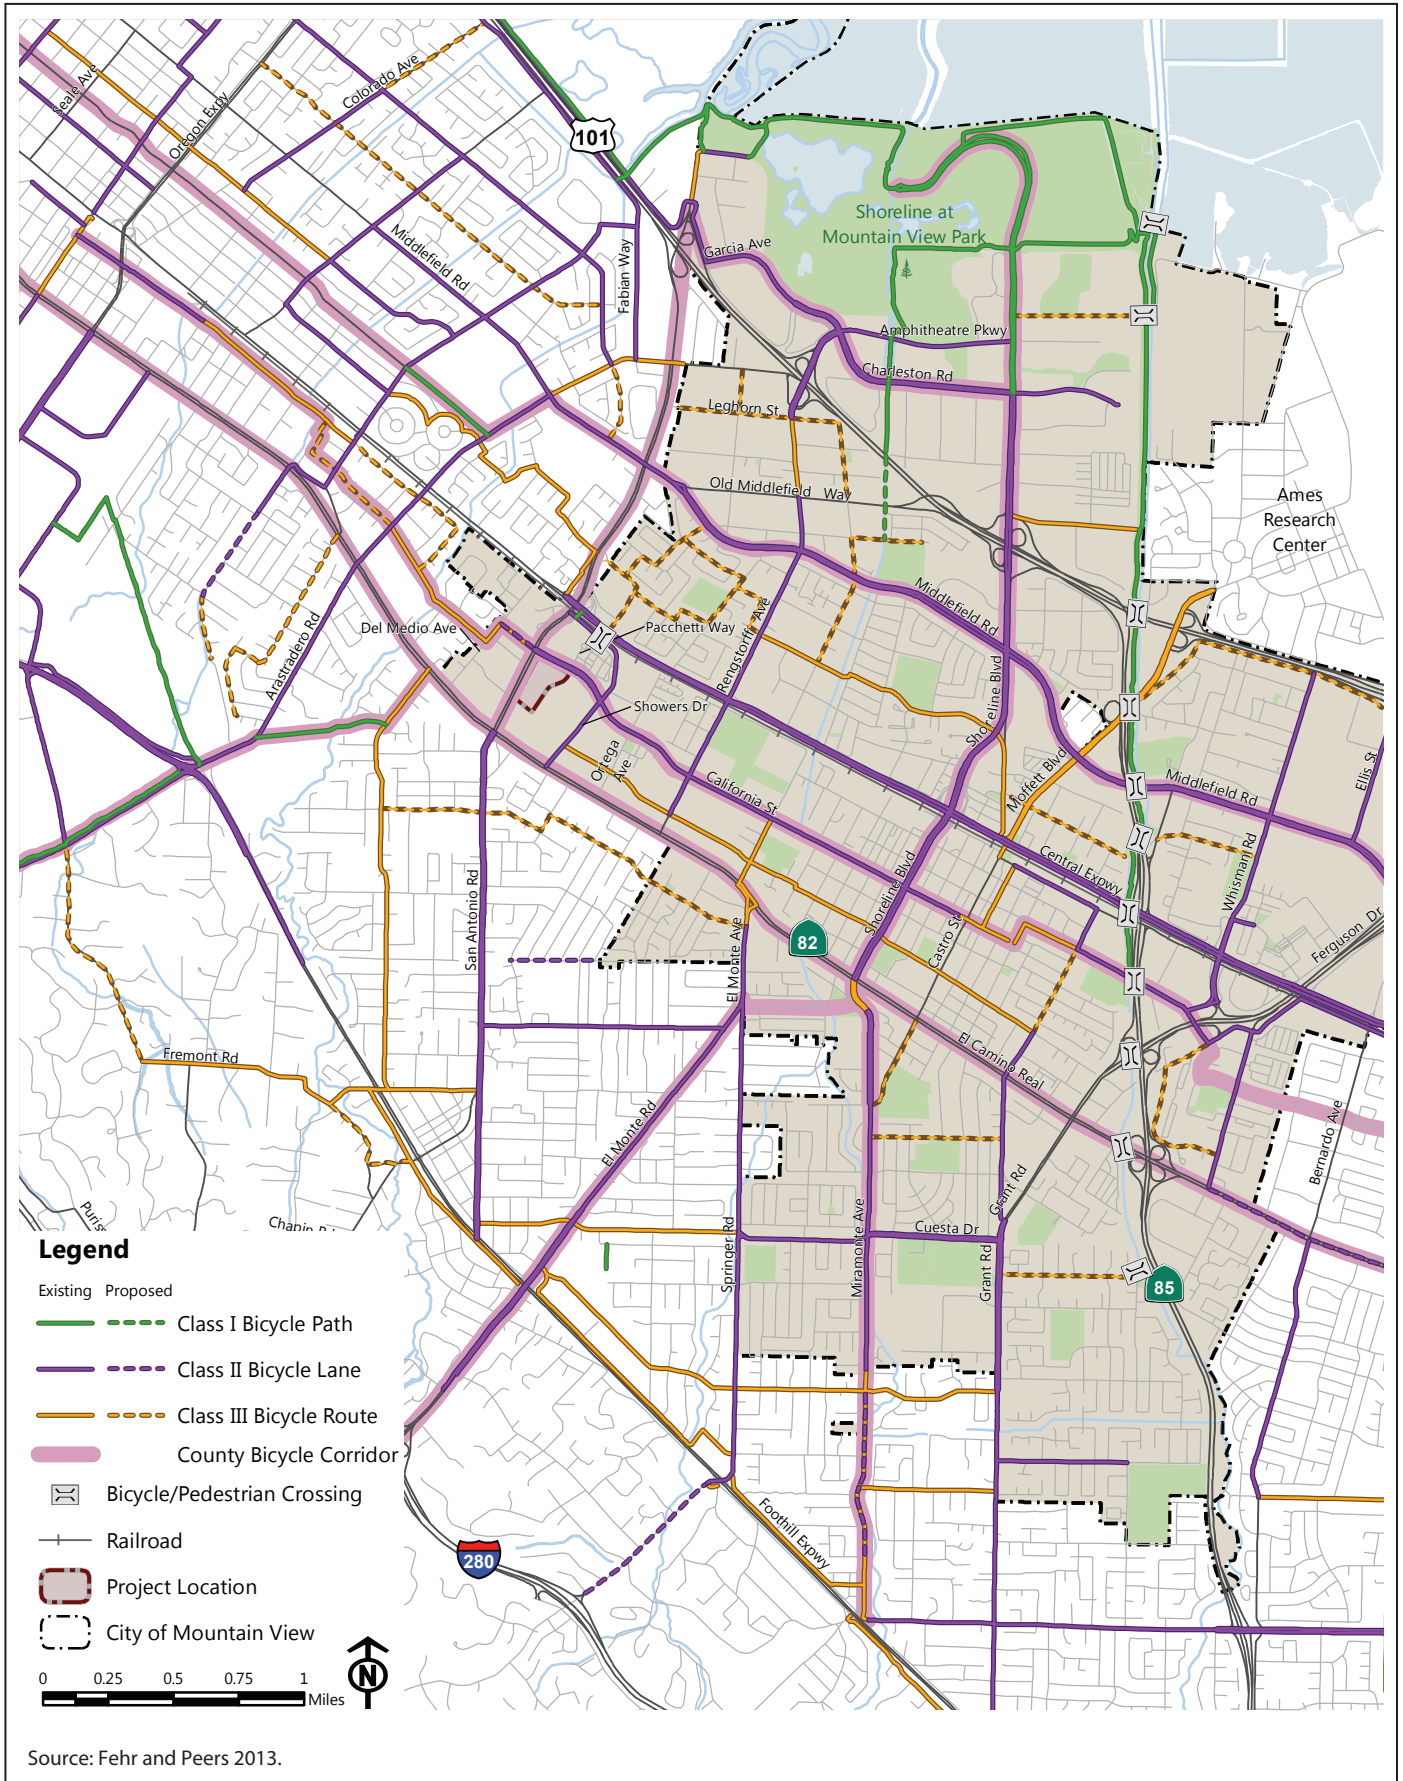 Seale Ave
Oregon Expy
Colorado Ave
101
Middlefield Rd
Fabian Way
Garcia Ave
Shoreline at
Mountain View Park
Amphitheatre Pkwy
Charleston Rd
Leghorn St
Old Middlefield Way
Ames
Research
Center
Middlefield Rd
Del Medio Ave
Pacchetti Way
Rengstorff Ave
Arastradero Rd
Showers Dr
Shoreline Blvd
Ortega
Ave
California St
Moffett Blvd
Middlefield Rd
Ellis St
Central Expwy
Whisman Rd
San Antonio Rd
El Monte Ave
82
Shoreline Blvd
Castro St
Ferguson Dr
El Camino Real
Fremont Rd
El Monte Rd
Bernardo Ave
Grant Rd
Cuesta Dr
Miramonte Ave
Springer Rd
Grant Rd
85
Foothill Expwy
280
Legend
Existing Proposed
Class I Bicycle Path
Class II Bicycle Lane
Class III Bicycle Route
County Bicycle Corridor
Bicycle/Pedestrian Crossing
Railroad
Project Location
City of Mountain View
N
0 0.25 0.5 0.75 1
Miles
Source: Fehr and Peers 2013.